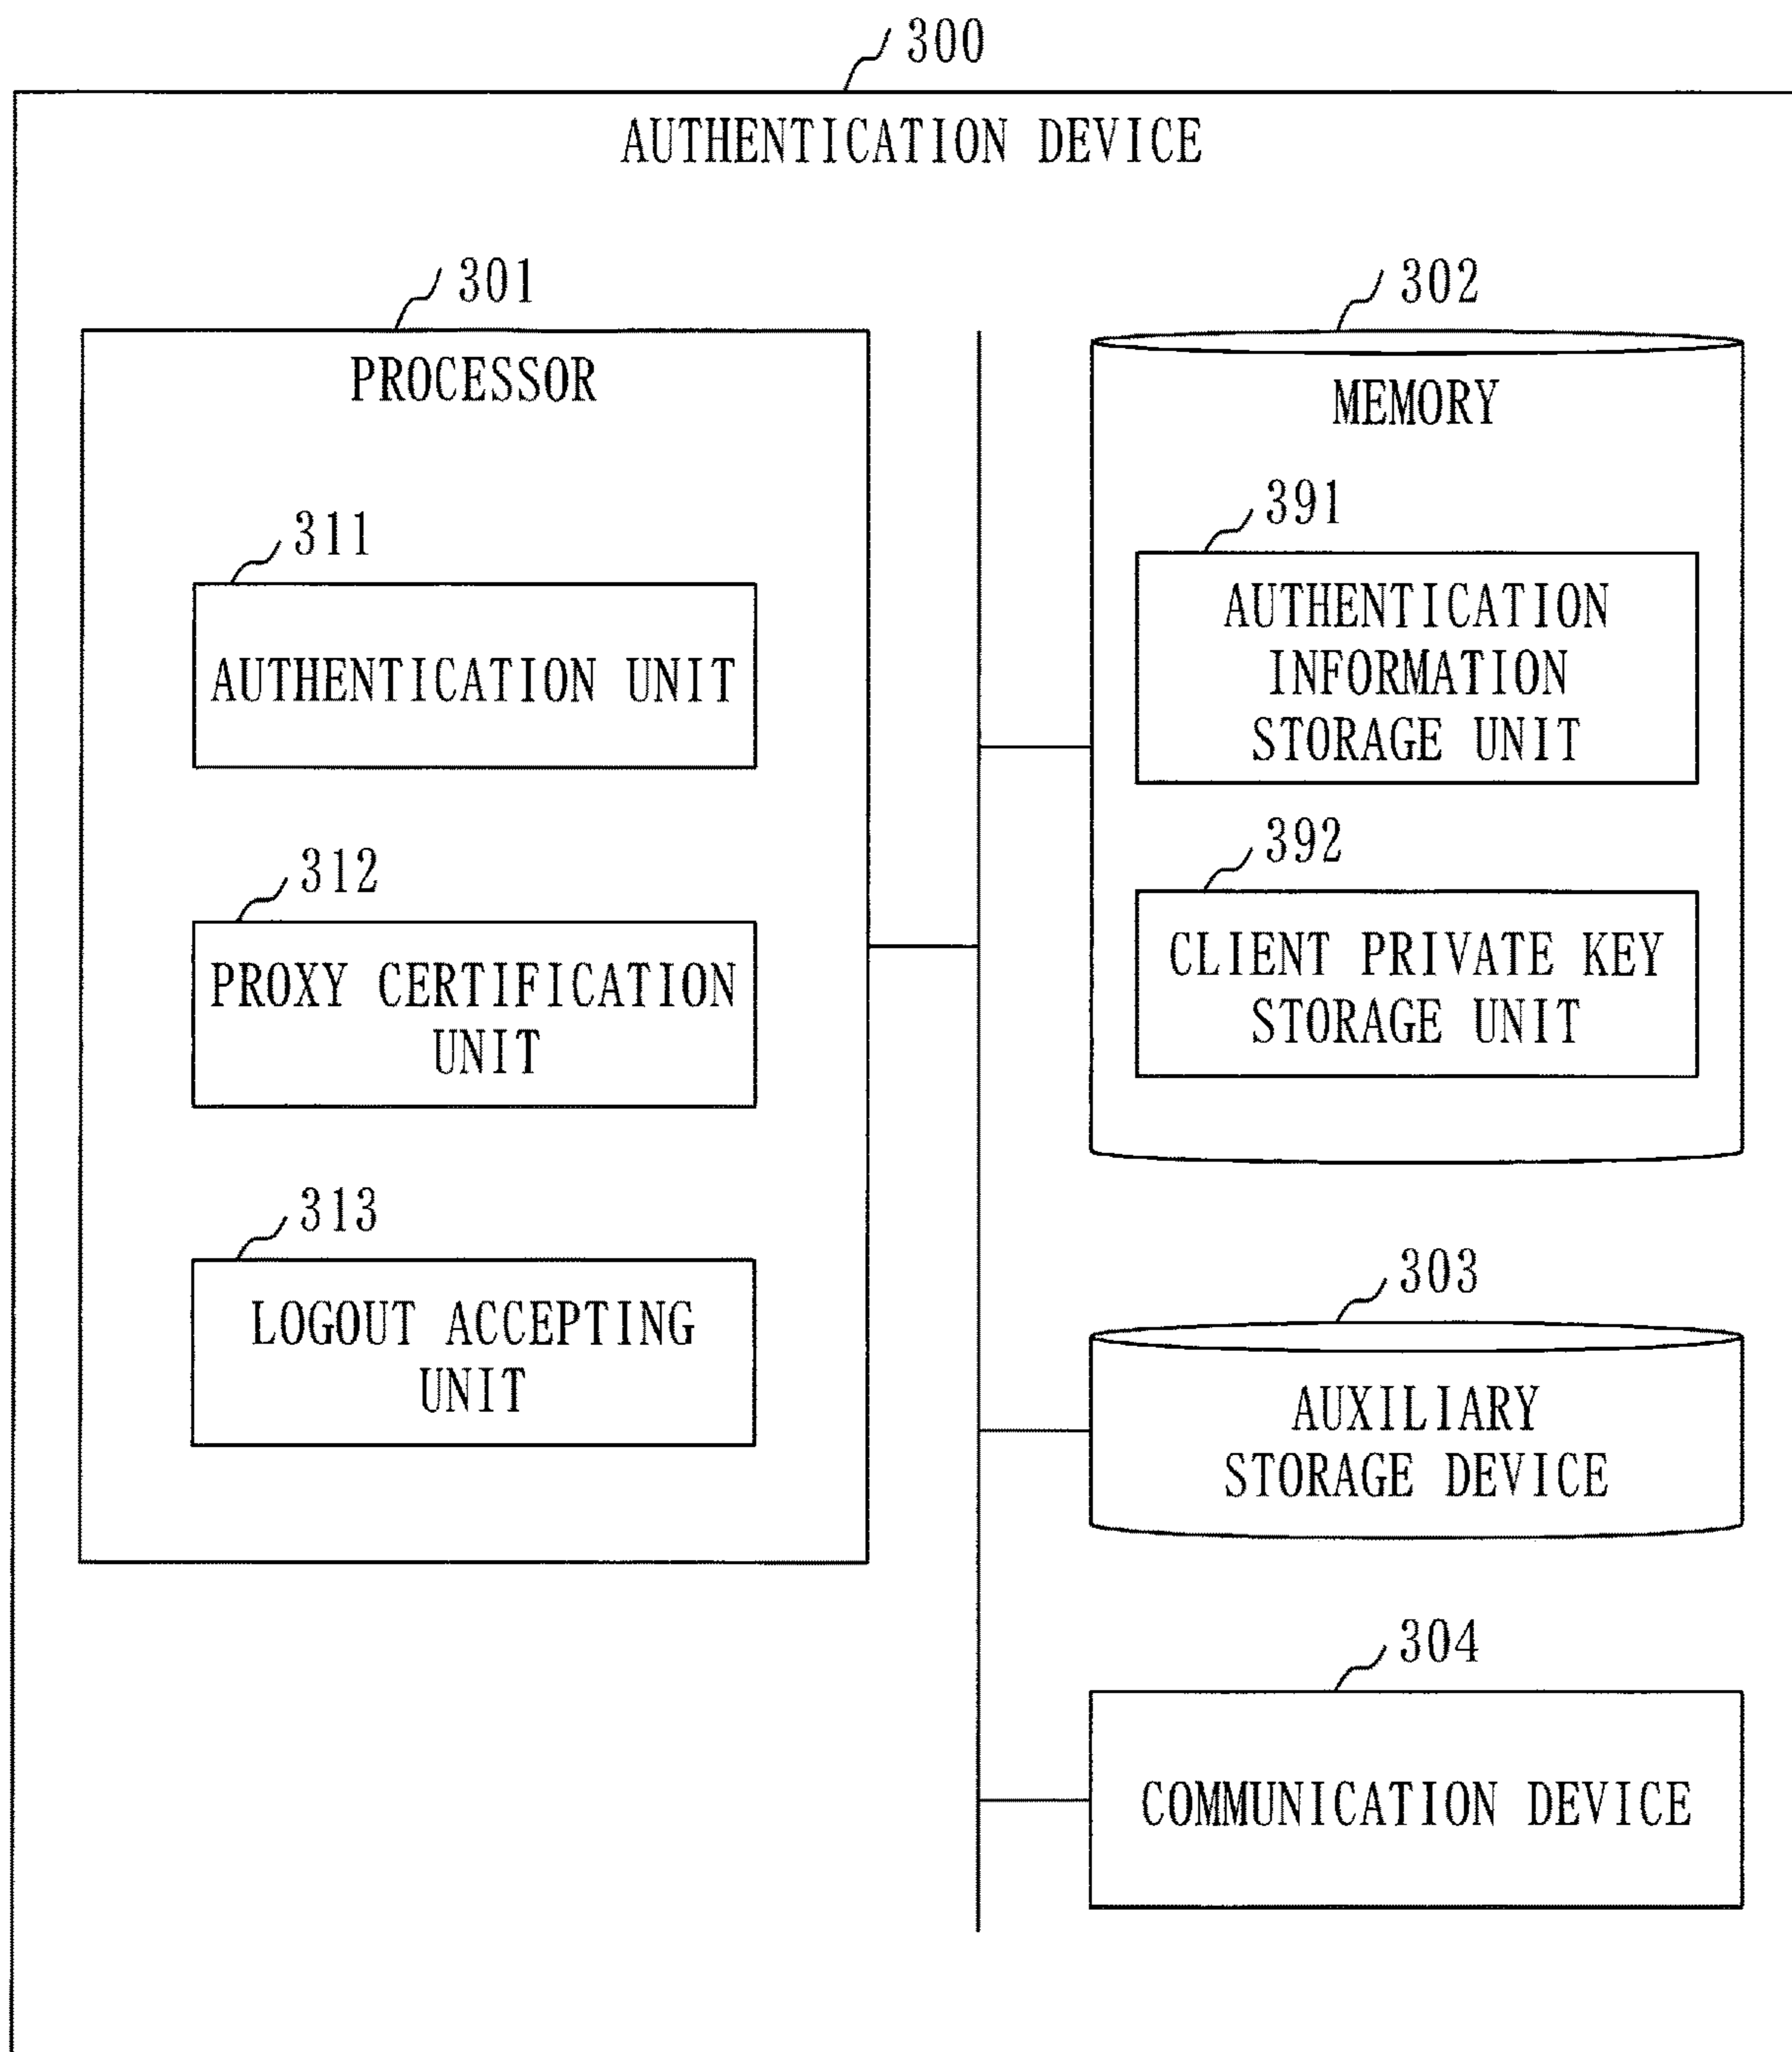 300
AUTHENTICATION DEVICE
301
PROCESSOR
311
AUTHENTICATION UNIT
312
PROXY CERTIFICATION
UNIT
313
LOGOUT ACCEPTING
UNIT
302
MEMORY
391
AUTHENTICATION
INFORMATION
STORAGE UNIT
392
CLIENT PRIVATE KEY
STORAGE UNIT
303
AUXILIARY
STORAGE DEVICE
304
COMMUNICATION DEVICE